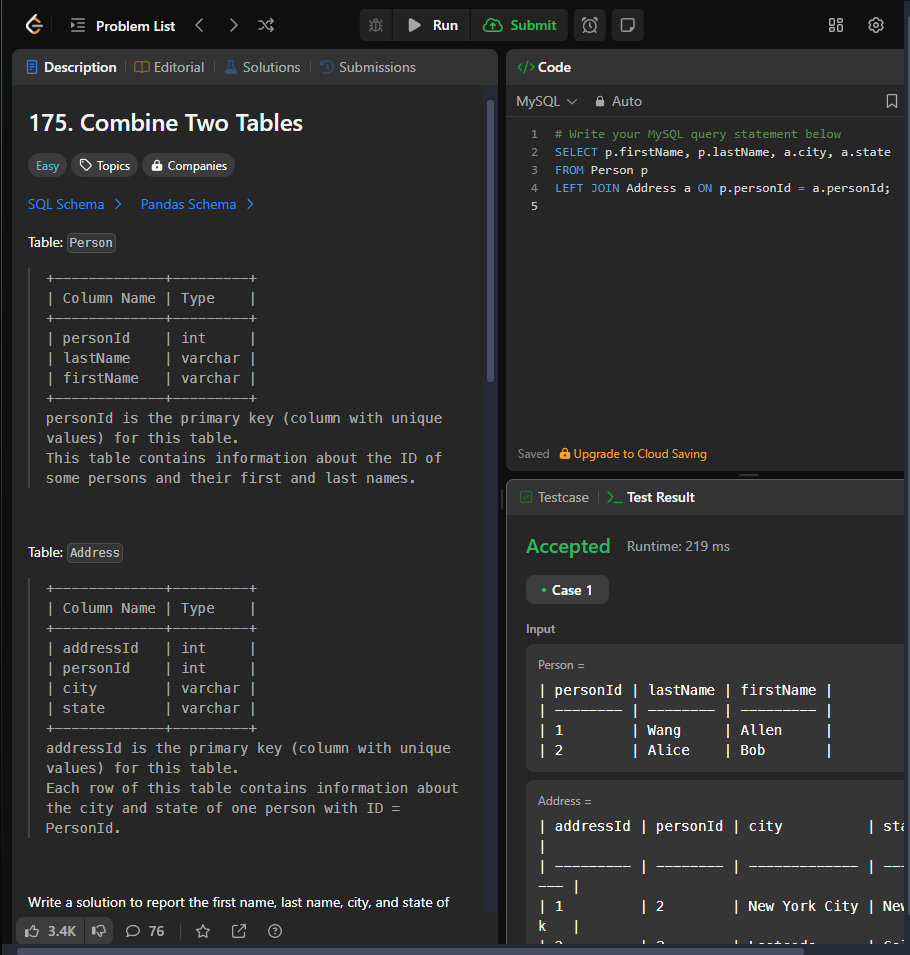 Problem List
Run
Submit
Description
Editorial
Solutions
Submissions
175. Combine Two Tables
Easy
Topics
Companies
SQL Schema
Pandas Schema
Table: Person
+-------------+---------+
| Column Name | Type    |
+-------------+---------+
| personId    | int     |
| lastName    | varchar |
| firstName   | varchar |
+-------------+---------+
personId is the primary key (column with unique
values) for this table.
This table contains information about the ID of
some persons and their first and last names.
Table: Address
+-------------+---------+
| Column Name | Type    |
+-------------+---------+
| addressId   | int     |
| personId    | int     |
| city        | varchar |
| state       | varchar |
+-------------+---------+
addressId is the primary key (column with unique
values) for this table.
Each row of this table contains information about
the city and state of one person with ID =
PersonId.
Write a solution to report the first name, last name, city, and state of
3.4K
76
Code
MySQL
Auto
1 # Write your MySQL query statement below
2 SELECT p.firstName, p.lastName, a.city, a.state
3 FROM Person p
4 LEFT JOIN Address a ON p.personId = a.personId;
5
Saved
Upgrade to Cloud Saving
Testcase
Test Result
Accepted
Runtime: 219 ms
Case 1
Input
Person =
| personId | lastName | firstName |
| -------- | -------- | --------- |
| 1        | Wang     | Allen     |
| 2        | Alice    | Bob       |
Address =
| addressId | personId | city          |
|
| --------- | -------- | ------------- | ---
--- |
| 1         | 2        | New York City | New
k    |